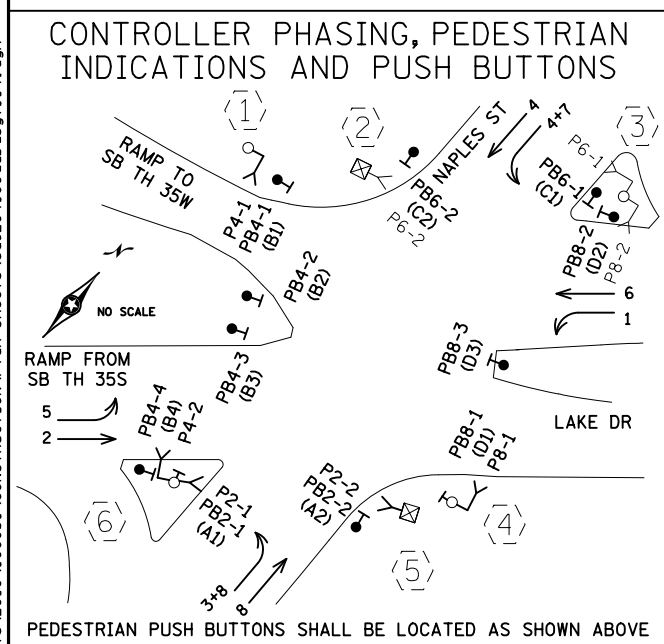 CONTROLLER PHASING, PEDESTRIAN
INDICATIONS AND PUSH BUTTONS
1
2
3
RAMP TO
SB TH 35W
P4-1
PB4-1
(B1)
PB4-2
(B2)
PB6-2
(C2)
P6-2
NAPLES ST
4
4+7
P6-1
PB6-1
(C1)
PB8-2
(D2)
P8-2
N
NO SCALE
6
1
RAMP FROM
SB TH 35S
PB4-3
(B3)
PB8-3
(D3)
LAKE DR
5
2
PB4-4
(B4)
P4-2
PB8-1
(D1)
P8-1
P2-1
PB2-1
(A1)
P2-2
PB2-2
(A2)
6
5
4
3+8
8
PEDESTRIAN PUSH BUTTONS SHALL BE LOCATED AS SHOWN ABOVE